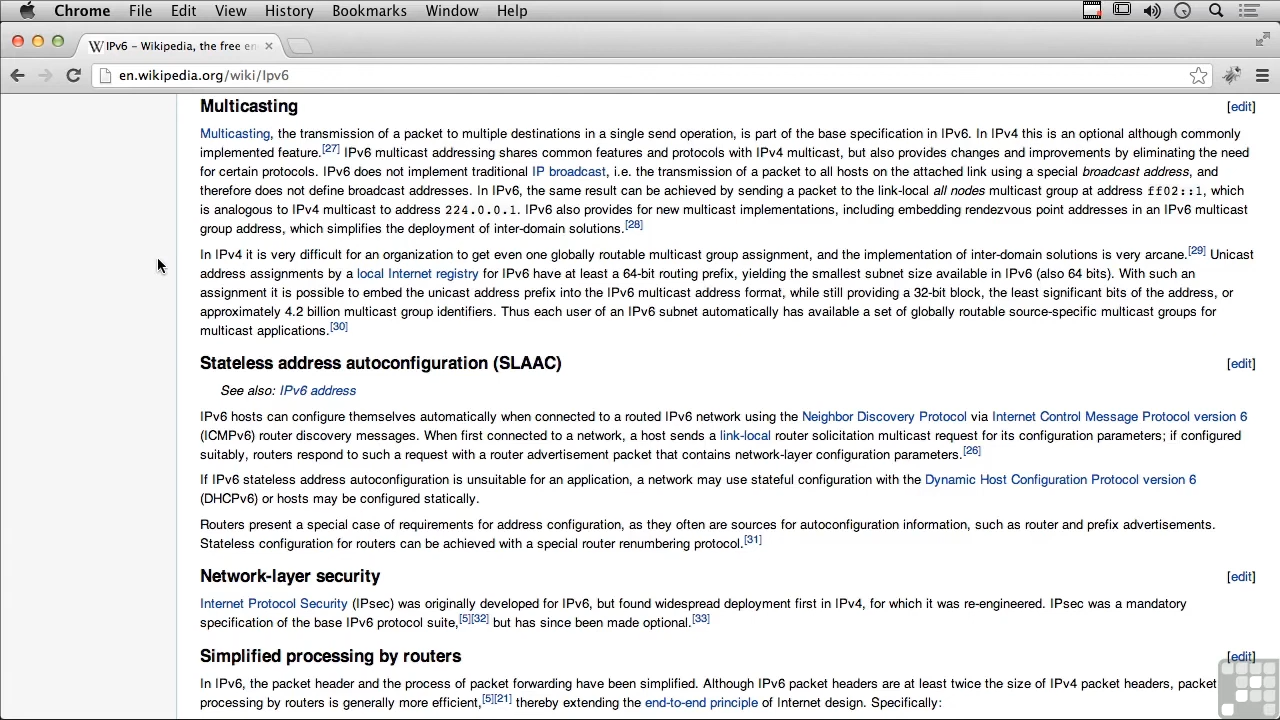 Chrome File Edit View History Bookmarks Window Help
IPv6 – Wikipedia, the free en
en.wikipedia.org/wiki/Ipv6
Multicasting [edit]
Multicasting, the transmission of a packet to multiple destinations in a single send operation, is part of the base specification in IPv6. In IPv4 this is an optional although commonly
implemented feature.[27] IPv6 multicast addressing shares common features and protocols with IPv4 multicast, but also provides changes and improvements by eliminating the need
for certain protocols. IPv6 does not implement traditional IP broadcast, i.e. the transmission of a packet to all hosts on the attached link using a special broadcast address, and
therefore does not define broadcast addresses. In IPv6, the same result can be achieved by sending a packet to the link-local all nodes multicast group at address ff02::1, which
is analogous to IPv4 multicast to address 224.0.0.1. IPv6 also provides for new multicast implementations, including embedding rendezvous point addresses in an IPv6 multicast
group address, which simplifies the deployment of inter-domain solutions.[28]
In IPv4 it is very difficult for an organization to get even one globally routable multicast group assignment, and the implementation of inter-domain solutions is very arcane.[29] Unicast
address assignments by a local Internet registry for IPv6 have at least a 64-bit routing prefix, yielding the smallest subnet size available in IPv6 (also 64 bits). With such an
assignment it is possible to embed the unicast address prefix into the IPv6 multicast address format, while still providing a 32-bit block, the least significant bits of the address, or
approximately 4.2 billion multicast group identifiers. Thus each user of an IPv6 subnet automatically has available a set of globally routable source-specific multicast groups for
multicast applications.[30]
Stateless address autoconfiguration (SLAAC) [edit]
See also: IPv6 address
IPv6 hosts can configure themselves automatically when connected to a routed IPv6 network using the Neighbor Discovery Protocol via Internet Control Message Protocol version 6
(ICMPv6) router discovery messages. When first connected to a network, a host sends a link-local router solicitation multicast request for its configuration parameters; if configured
suitably, routers respond to such a request with a router advertisement packet that contains network-layer configuration parameters.[26]
If IPv6 stateless address autoconfiguration is unsuitable for an application, a network may use stateful configuration with the Dynamic Host Configuration Protocol version 6
(DHCPv6) or hosts may be configured statically.
Routers present a special case of requirements for address configuration, as they often are sources for autoconfiguration information, such as router and prefix advertisements.
Stateless configuration for routers can be achieved with a special router renumbering protocol.[31]
Network-layer security [edit]
Internet Protocol Security (IPsec) was originally developed for IPv6, but found widespread deployment first in IPv4, for which it was re-engineered. IPsec was a mandatory
specification of the base IPv6 protocol suite,[5][32] but has since been made optional.[33]
Simplified processing by routers [edit]
In IPv6, the packet header and the process of packet forwarding have been simplified. Although IPv6 packet headers are at least twice the size of IPv4 packet headers, packet
processing by routers is generally more efficient,[5][21] thereby extending the end-to-end principle of Internet design. Specifically: